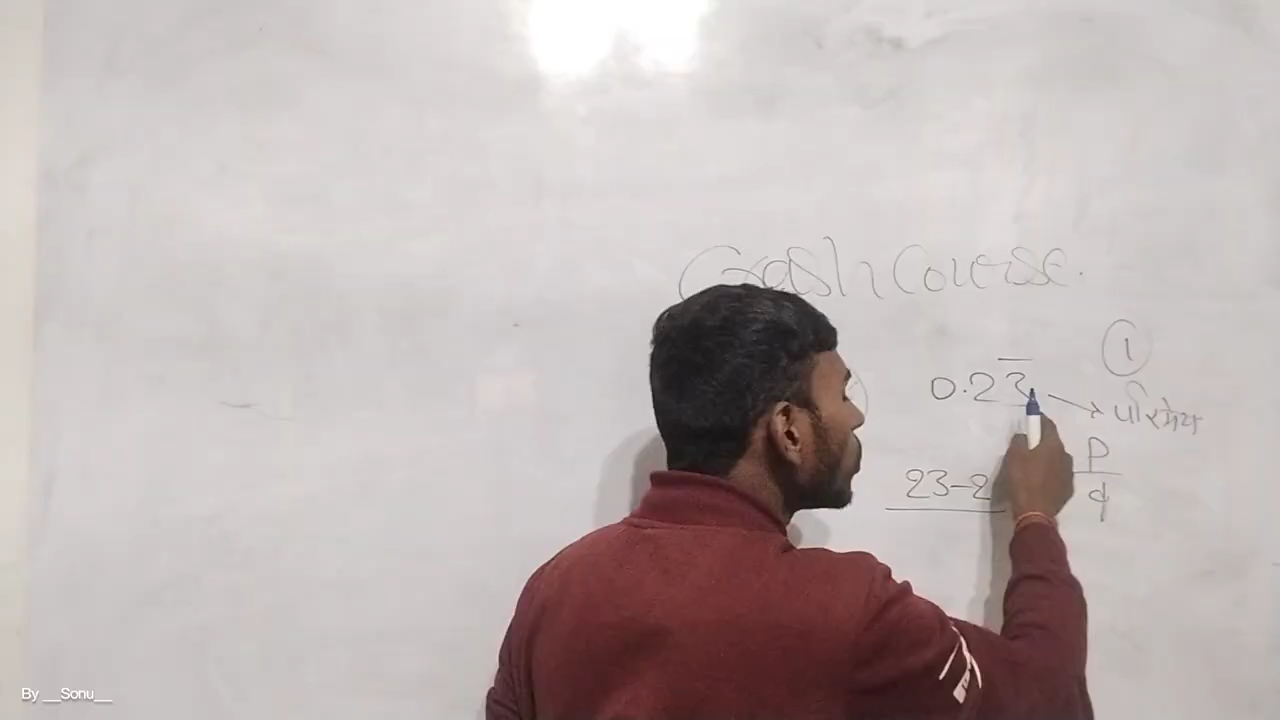 Crash Course.
①
0.23̅ → परिमेय
p
23-2
q
By __Sonu__